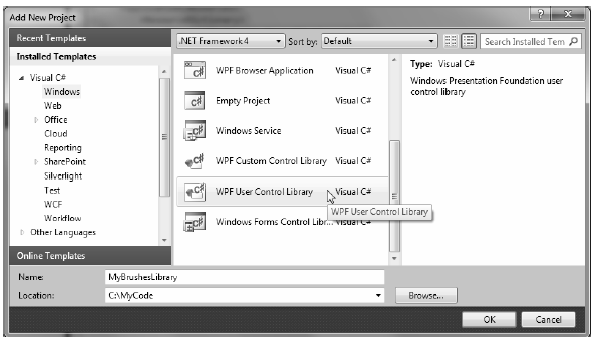 Add New Project
Recent Templates
.NET Framework 4
Sort by:
Default
Search Installed Tem
Installed Templates
Visual C#
Windows
Web
Office
Cloud
Reporting
SharePoint
Silverlight
Test
WCF
Workflow
Other Languages
Online Templates
WPF Browser Application Visual C#
Empty Project Visual C#
Windows Service Visual C#
WPF Custom Control Library Visual C#
WPF User Control Library Visual C#
WPF User Control Library
Windows Forms Control Libr... Visual C#
Type: Visual C#
Windows Presentation Foundation user
control library
Name: MyBrushesLibrary
Location: C:\MyCode
Browse...
OK Cancel